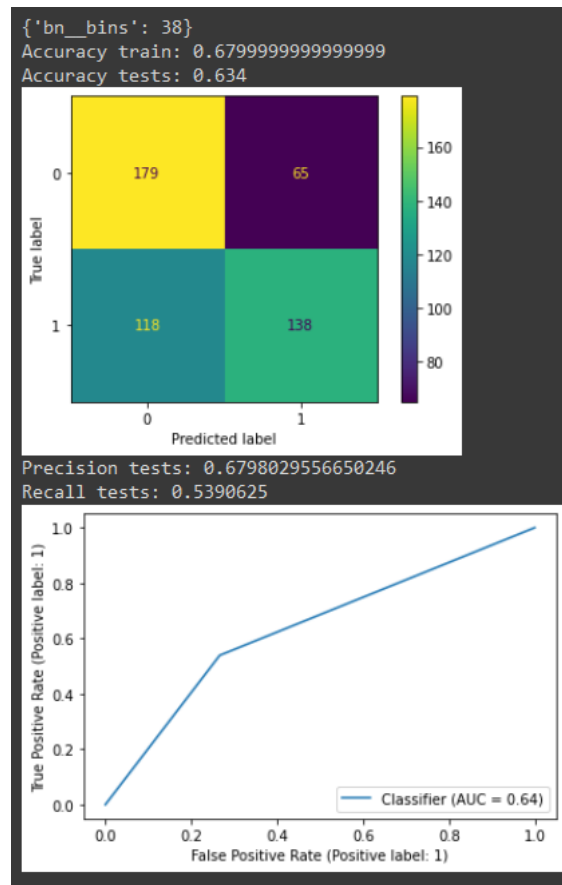 {'bn__bins': 38}
Accuracy train: 0.6799999999999999
Accuracy tests: 0.634
True label
0
179
65
1
118
138
0
1
Predicted label
160
140
120
100
80
Precision tests: 0.6798029556650246
Recall tests: 0.5390625
True Positive Rate (Positive label: 1)
1.0
0.8
0.6
0.4
0.2
0.0
Classifier (AUC = 0.64)
0.0
0.2
0.4
0.6
0.8
1.0
False Positive Rate (Positive label: 1)